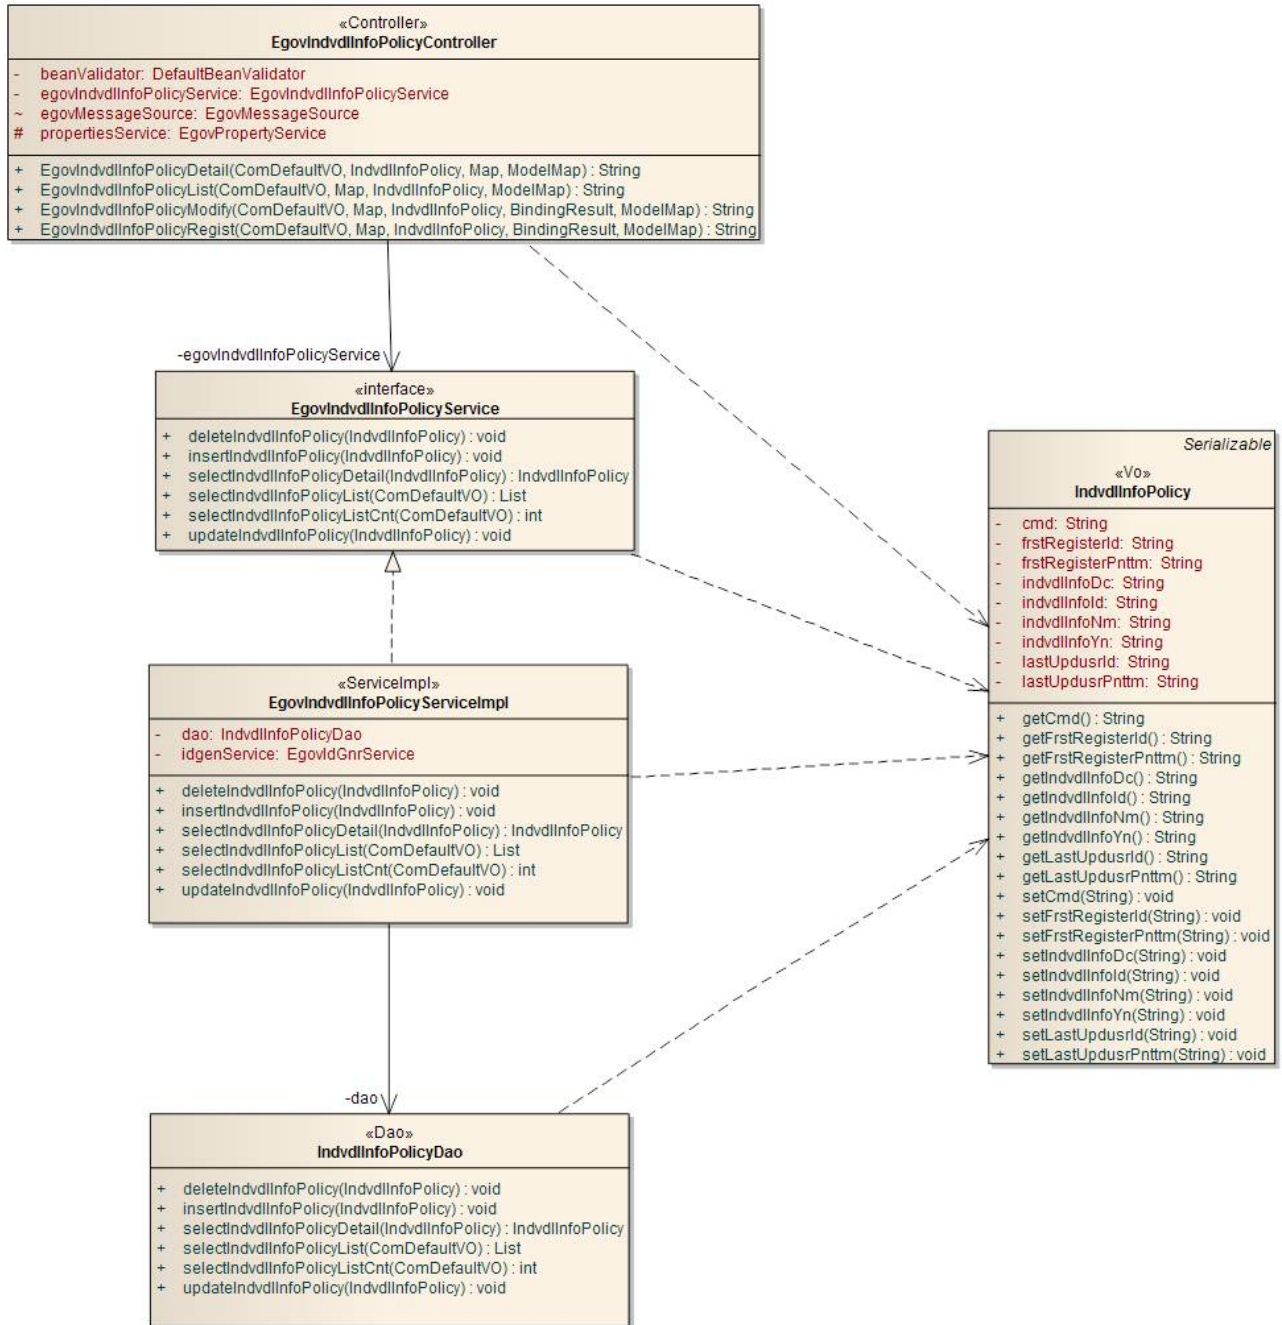 «Controller»
EgovIndvdlInfoPolicyController
- beanValidator: DefaultBeanValidator
- egovIndvdlInfoPolicyService: EgovIndvdlInfoPolicyService
~ egovMessageSource: EgovMessageSource
# propertiesService: EgovPropertyService
+ EgovIndvdlInfoPolicyDetail(ComDefaultVO, IndvdlInfoPolicy, Map, ModelMap) : String
+ EgovIndvdlInfoPolicyList(ComDefaultVO, Map, IndvdlInfoPolicy, ModelMap) : String
+ EgovIndvdlInfoPolicyModify(ComDefaultVO, Map, IndvdlInfoPolicy, BindingResult, ModelMap) : String
+ EgovIndvdlInfoPolicyRegist(ComDefaultVO, Map, IndvdlInfoPolicy, BindingResult, ModelMap) : String
-egovIndvdlInfoPolicyService
«interface»
EgovIndvdlInfoPolicyService
+ deleteIndvdlInfoPolicy(IndvdlInfoPolicy) : void
+ insertIndvdlInfoPolicy(IndvdlInfoPolicy) : void
+ selectIndvdlInfoPolicyDetail(IndvdlInfoPolicy) : IndvdlInfoPolicy
+ selectIndvdlInfoPolicyList(ComDefaultVO) : List
+ selectIndvdlInfoPolicyListCnt(ComDefaultVO) : int
+ updateIndvdlInfoPolicy(IndvdlInfoPolicy) : void
Serializable
«Vo»
IndvdlInfoPolicy
- cmd: String
- frstRegisterId: String
- frstRegisterPnttm: String
- indvdlInfoDc: String
- indvdlInfoId: String
- indvdlInfoNm: String
- indvdlInfoYn: String
- lastUpdusrId: String
- lastUpdusrPnttm: String
+ getCmd() : String
+ getFrstRegisterId() : String
+ getFrstRegisterPnttm() : String
+ getIndvdlInfoDc() : String
+ getIndvdlInfoId() : String
+ getIndvdlInfoNm() : String
+ getIndvdlInfoYn() : String
+ getLastUpdusrId() : String
+ getLastUpdusrPnttm() : String
+ setCmd(String) : void
+ setFrstRegisterId(String) : void
+ setFrstRegisterPnttm(String) : void
+ setIndvdlInfoDc(String) : void
+ setIndvdlInfoId(String) : void
+ setIndvdlInfoNm(String) : void
+ setIndvdlInfoYn(String) : void
+ setLastUpdusrId(String) : void
+ setLastUpdusrPnttm(String) : void
«ServiceImpl»
EgovIndvdlInfoPolicyServiceImpl
- dao: IndvdlInfoPolicyDao
- idgenService: EgovIdGnrService
+ deleteIndvdlInfoPolicy(IndvdlInfoPolicy) : void
+ insertIndvdlInfoPolicy(IndvdlInfoPolicy) : void
+ selectIndvdlInfoPolicyDetail(IndvdlInfoPolicy) : IndvdlInfoPolicy
+ selectIndvdlInfoPolicyList(ComDefaultVO) : List
+ selectIndvdlInfoPolicyListCnt(ComDefaultVO) : int
+ updateIndvdlInfoPolicy(IndvdlInfoPolicy) : void
-dao
«Dao»
IndvdlInfoPolicyDao
+ deleteIndvdlInfoPolicy(IndvdlInfoPolicy) : void
+ insertIndvdlInfoPolicy(IndvdlInfoPolicy) : void
+ selectIndvdlInfoPolicyDetail(IndvdlInfoPolicy) : IndvdlInfoPolicy
+ selectIndvdlInfoPolicyList(ComDefaultVO) : List
+ selectIndvdlInfoPolicyListCnt(ComDefaultVO) : int
+ updateIndvdlInfoPolicy(IndvdlInfoPolicy) : void